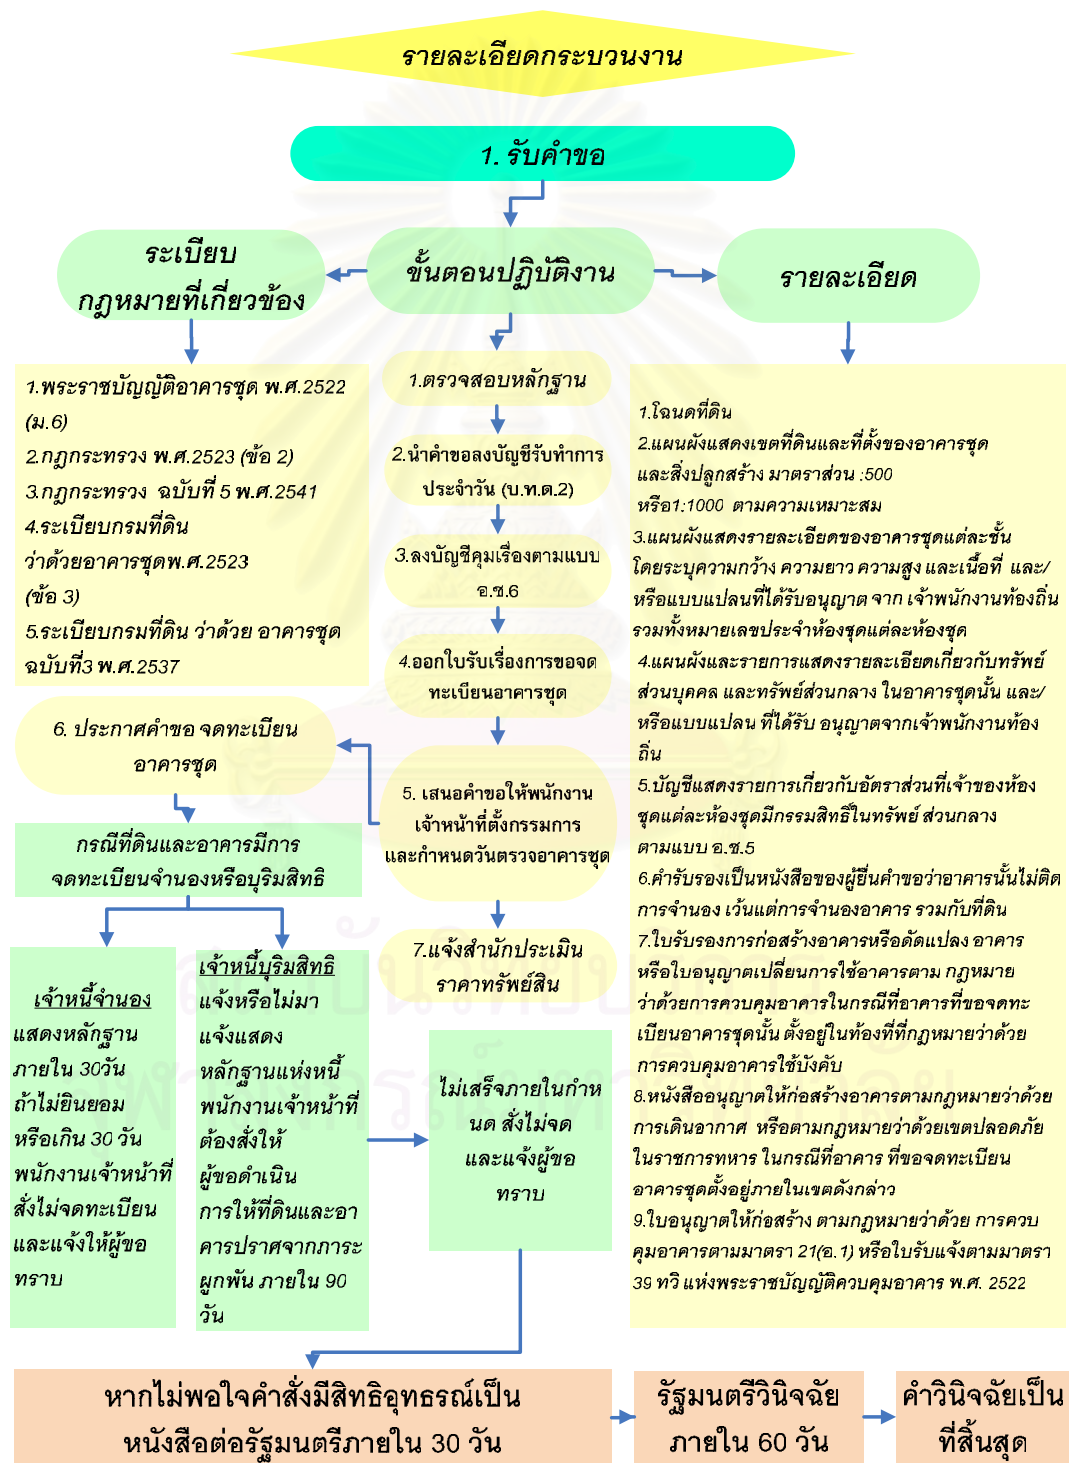 รายละเอียดกระบวนงาน
1. รับคำขอ
ระเบียบ
กฎหมายที่เกี่ยวข้อง
ขั้นตอนปฏิบัติงาน
รายละเอียด
1.พระราชบัญญัติอาคารชุด พ.ศ.2522
(ม.6)
2.กฎกระทรวง พ.ศ.2523 (ข้อ 2)
3.กฎกระทรวง ฉบับที่ 5 พ.ศ.2541
4.ระเบียบกรมที่ดิน
ว่าด้วยอาคารชุดพ.ศ.2523
(ข้อ 3)
5.ระเบียบกรมที่ดิน ว่าด้วย อาคารชุด
ฉบับที่3 พ.ศ.2537
1.ตรวจสอบหลักฐาน
2.นำคำขอลงบัญชีรับทำการ
ประจำวัน (บ.ท.ด.2)
3.ลงบัญชีคุมเรื่องตามแบบ
อ.ช.6
4.ออกใบรับเรื่องการขอจด
ทะเบียนอาคารชุด
5. เสนอคำขอให้พนักงาน
เจ้าหน้าที่ตั้งกรรมการ
และกำหนดวันตรวจอาคารชุด
7.แจ้งสำนักประเมิน
ราคาทรัพย์สิน
1.โฉนดที่ดิน
2.แผนผังแสดงเขตที่ดินและที่ตั้งของอาคารชุด
และสิ่งปลูกสร้าง มาตราส่วน :500
หรือ1:1000 ตามความเหมาะสม
3.แผนผังแสดงรายละเอียดของอาคารชุดแต่ละชั้น
โดยระบุความกว้าง ความยาว ความสูง และเนื้อที่ และ/
หรือแบบแปลนที่ได้รับอนุญาต จาก เจ้าพนักงานท้องถิ่น
รวมทั้งหมายเลขประจำห้องชุดแต่ละห้องชุด
4.แผนผังและรายการแสดงรายละเอียดเกี่ยวกับทรัพย์
ส่วนบุคคล และทรัพย์ส่วนกลาง ในอาคารชุดนั้น และ/
หรือแบบแปลน ที่ได้รับ อนุญาตจากเจ้าพนักงานท้อง
ถิ่น
5.บัญชีแสดงรายการเกี่ยวกับอัตราส่วนที่เจ้าของห้อง
ชุดแต่ละห้องชุดมีกรรมสิทธิ์ในทรัพย์ ส่วนกลาง
ตามแบบ อ.ช.5
6.คำรับรองเป็นหนังสือของผู้ยื่นคำขอว่าอาคารนั้นไม่ติด
การจำนอง เว้นแต่การจำนองอาคาร รวมกับที่ดิน
7.ใบรับรองการก่อสร้างอาคารหรือดัดแปลง อาคาร
หรือใบอนุญาตเปลี่ยนการใช้อาคารตาม กฎหมาย
ว่าด้วยการควบคุมอาคารในกรณีที่อาคารที่ขอจดทะ
เบียนอาคารชุดนั้น ตั้งอยู่ในท้องที่ที่กฎหมายว่าด้วย
การควบคุมอาคารใช้บังคับ
8.หนังสืออนุญาตให้ก่อสร้างอาคารตามกฎหมายว่าด้วย
การเดินอากาศ หรือตามกฎหมายว่าด้วยเขตปลอดภัย
ในราชการทหาร ในกรณีที่อาคาร ที่ขอจดทะเบียน
อาคารชุดตั้งอยู่ภายในเขตดังกล่าว
9.ใบอนุญาตให้ก่อสร้าง ตามกฎหมายว่าด้วย การควบ
คุมอาคารตามมาตรา 21(อ.1) หรือใบรับแจ้งตามมาตรา
39 ทวิ แห่งพระราชบัญญัติควบคุมอาคาร พ.ศ. 2522
6. ประกาศคำขอ จดทะเบียน
อาคารชุด
กรณีที่ดินและอาคารมีการ
จดทะเบียนจำนองหรือบุริมสิทธิ
เจ้าหนี้จำนอง
แสดงหลักฐาน
ภายใน 30วัน
ถ้าไม่ยินยอม
หรือเกิน 30 วัน
พนักงานเจ้าหน้าที่
สั่งไม่จดทะเบียน
และแจ้งให้ผู้ขอ
ทราบ
เจ้าหนี้บุริมสิทธิ
แจ้งหรือไม่มา
แจ้งแสดง
หลักฐานแห่งหนี้
พนักงานเจ้าหน้าที่
ต้องสั่งให้
ผู้ขอดำเนิน
การให้ที่ดินและอา
คารปราศจากภาระ
ผูกพัน ภายใน 90
วัน
ไม่เสร็จภายในกำห
นด สั่งไม่จด
และแจ้งผู้ขอ
ทราบ
หากไม่พอใจคำสั่งมีสิทธิอุทธรณ์เป็น
หนังสือต่อรัฐมนตรีภายใน 30 วัน
รัฐมนตรีวินิจฉัย
ภายใน 60 วัน
คำวินิจฉัยเป็น
ที่สิ้นสุด
สถาบันวิทยบริการ
จุฬาลงกรณ์มหาวิทยาลัย